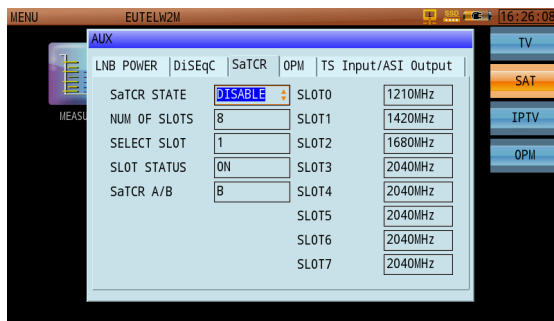 MENU EUTELW2M SSD 16:26:08
AUX
LNB POWER DiSEqC SaTCR OPM TS Input/ASI Output
SaTCR STATE DISABLE SLOT0 1210MHz
NUM OF SLOTS 8 SLOT1 1420MHz
SELECT SLOT 1 SLOT2 1680MHz
SLOT STATUS ON SLOT3 2040MHz
SaTCR A/B B SLOT4 2040MHz
SLOT5 2040MHz
SLOT6 2040MHz
SLOT7 2040MHz
MEASU
TV
SAT
IPTV
OPM